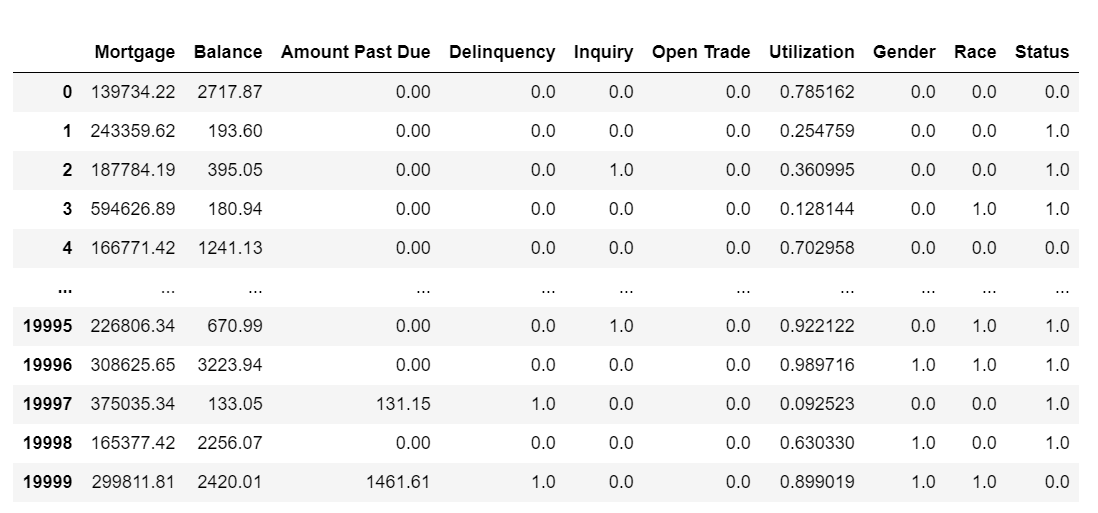 Mortgage Balance Amount Past Due Delinquency Inquiry Open Trade Utilization Gender Race Status
0 139734.22 2717.87 0.00 0.0 0.0 0.0 0.785162 0.0 0.0 0.0
1 243359.62 193.60 0.00 0.0 0.0 0.0 0.254759 0.0 0.0 1.0
2 187784.19 395.05 0.00 0.0 1.0 0.0 0.360995 0.0 0.0 1.0
3 594626.89 180.94 0.00 0.0 0.0 0.0 0.128144 0.0 1.0 1.0
4 166771.42 1241.13 0.00 0.0 0.0 0.0 0.702958 0.0 0.0 0.0
... ... ... ... ... ... ... ... ... ... ...
19995 226806.34 670.99 0.00 0.0 1.0 0.0 0.922122 0.0 1.0 1.0
19996 308625.65 3223.94 0.00 0.0 0.0 0.0 0.989716 1.0 1.0 1.0
19997 375035.34 133.05 131.15 1.0 0.0 0.0 0.092523 0.0 0.0 1.0
19998 165377.42 2256.07 0.00 0.0 0.0 0.0 0.630330 1.0 0.0 1.0
19999 299811.81 2420.01 1461.61 1.0 0.0 0.0 0.899019 1.0 1.0 0.0